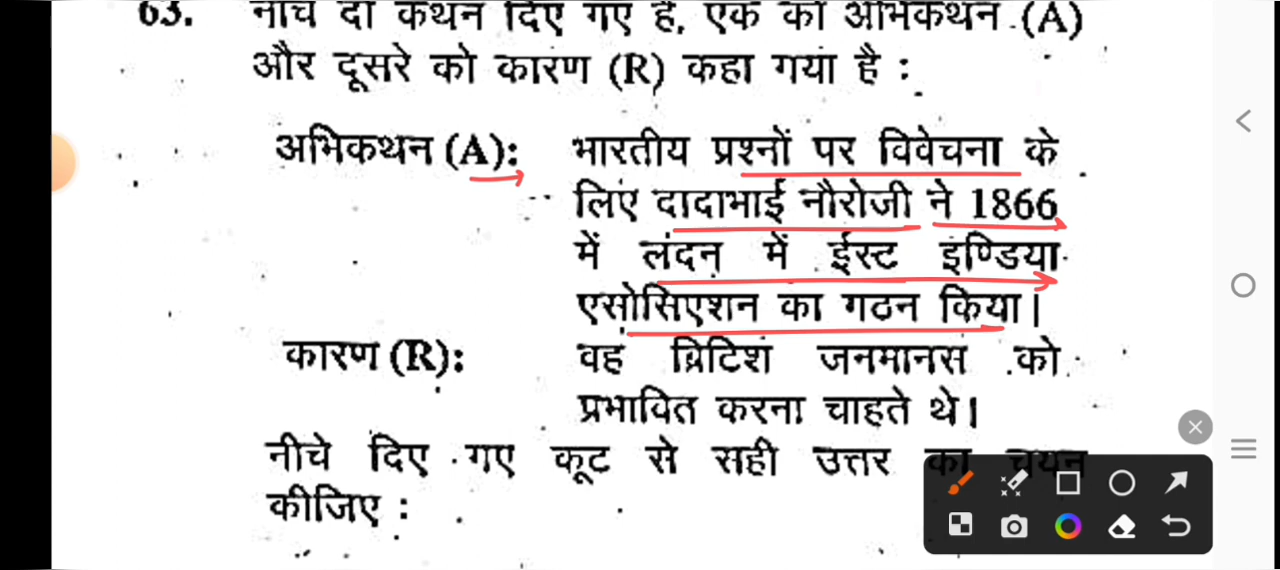 63. नीचे दो कथन दिए गए हैं, एक को अभिकथन (A)
और दूसरे को कारण (R) कहा गया है :
अभिकथन (A): भारतीय प्रश्नों पर विवेचना के
लिए दादाभाई नौरोजी ने 1866
में लंदन में ईस्ट इण्डिया
एसोसिएशन का गठन किया।
कारण (R): वह ब्रिटिश जनमानस को
प्रभावित करना चाहते थे।
नीचे दिए गए कूट से सही उत्तर का चयन
कीजिए :